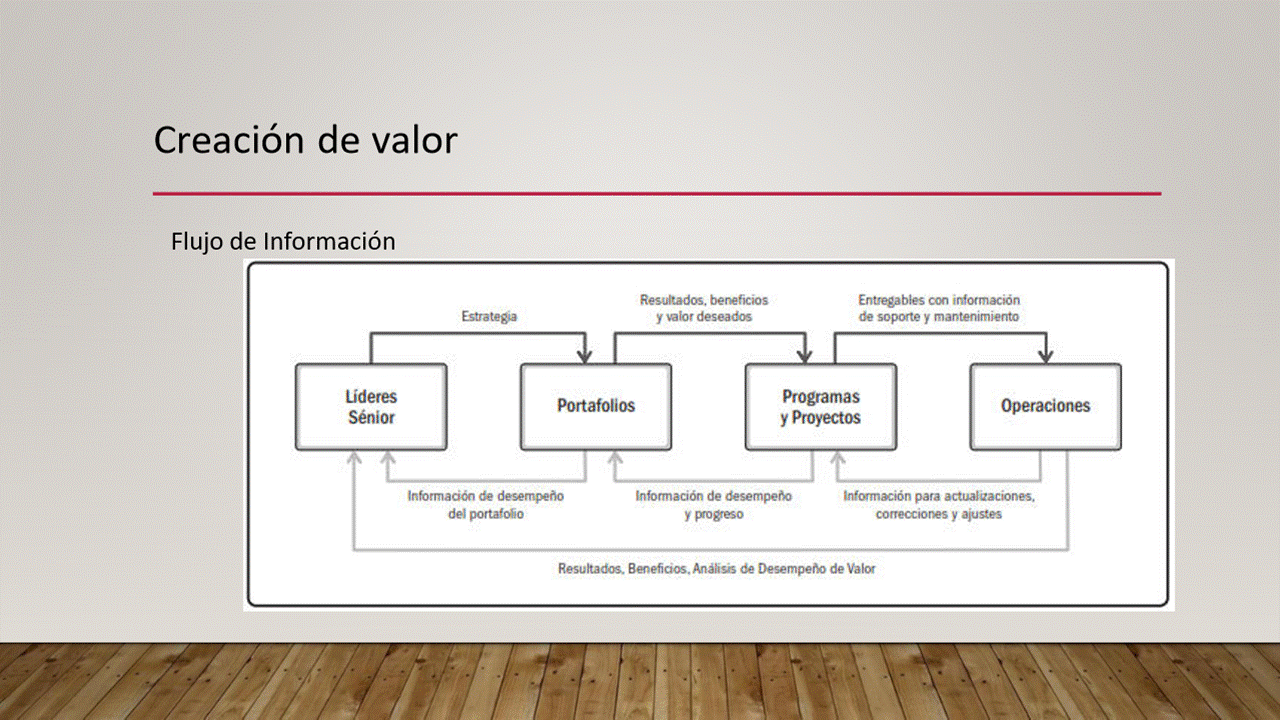 Creación de valor
Flujo de Información
Estrategia
Resultados, beneficios
y valor deseados
Entregables con información
de soporte y mantenimiento
Líderes
Sénior
Portafolios
Programas
y Proyectos
Operaciones
Información de desempeño
del portafolio
Información de desempeño
y progreso
Información para actualizaciones,
correcciones y ajustes
Resultados, Beneficios, Análisis de Desempeño de Valor